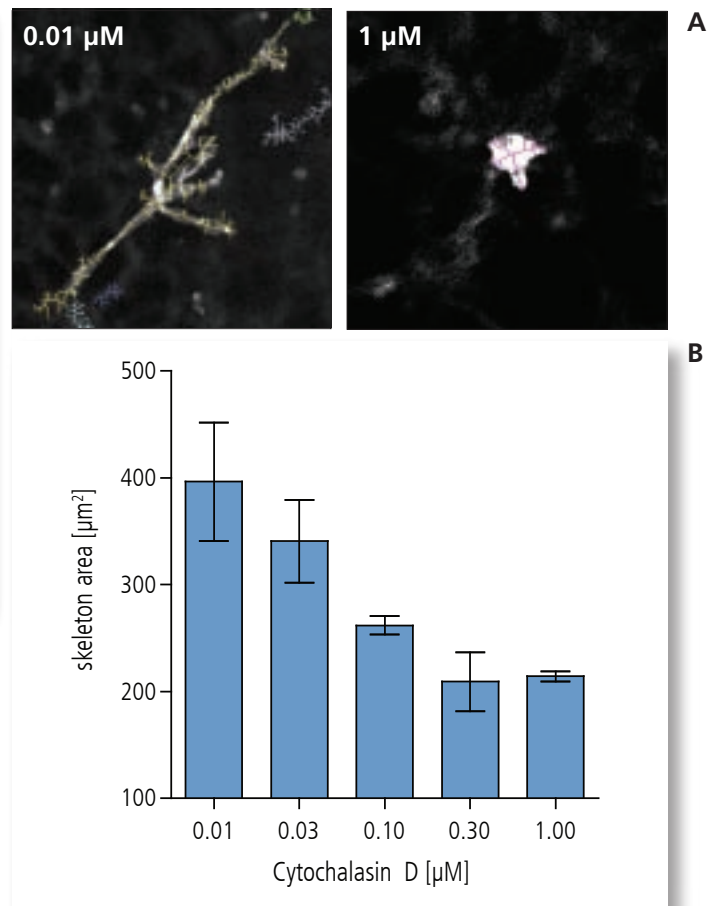 0.01 µM
1 µM
A
B
500
400
300
200
100
skeleton area [µm²]
0.01 0.03 0.10 0.30 1.00
Cytochalasin D [µM]